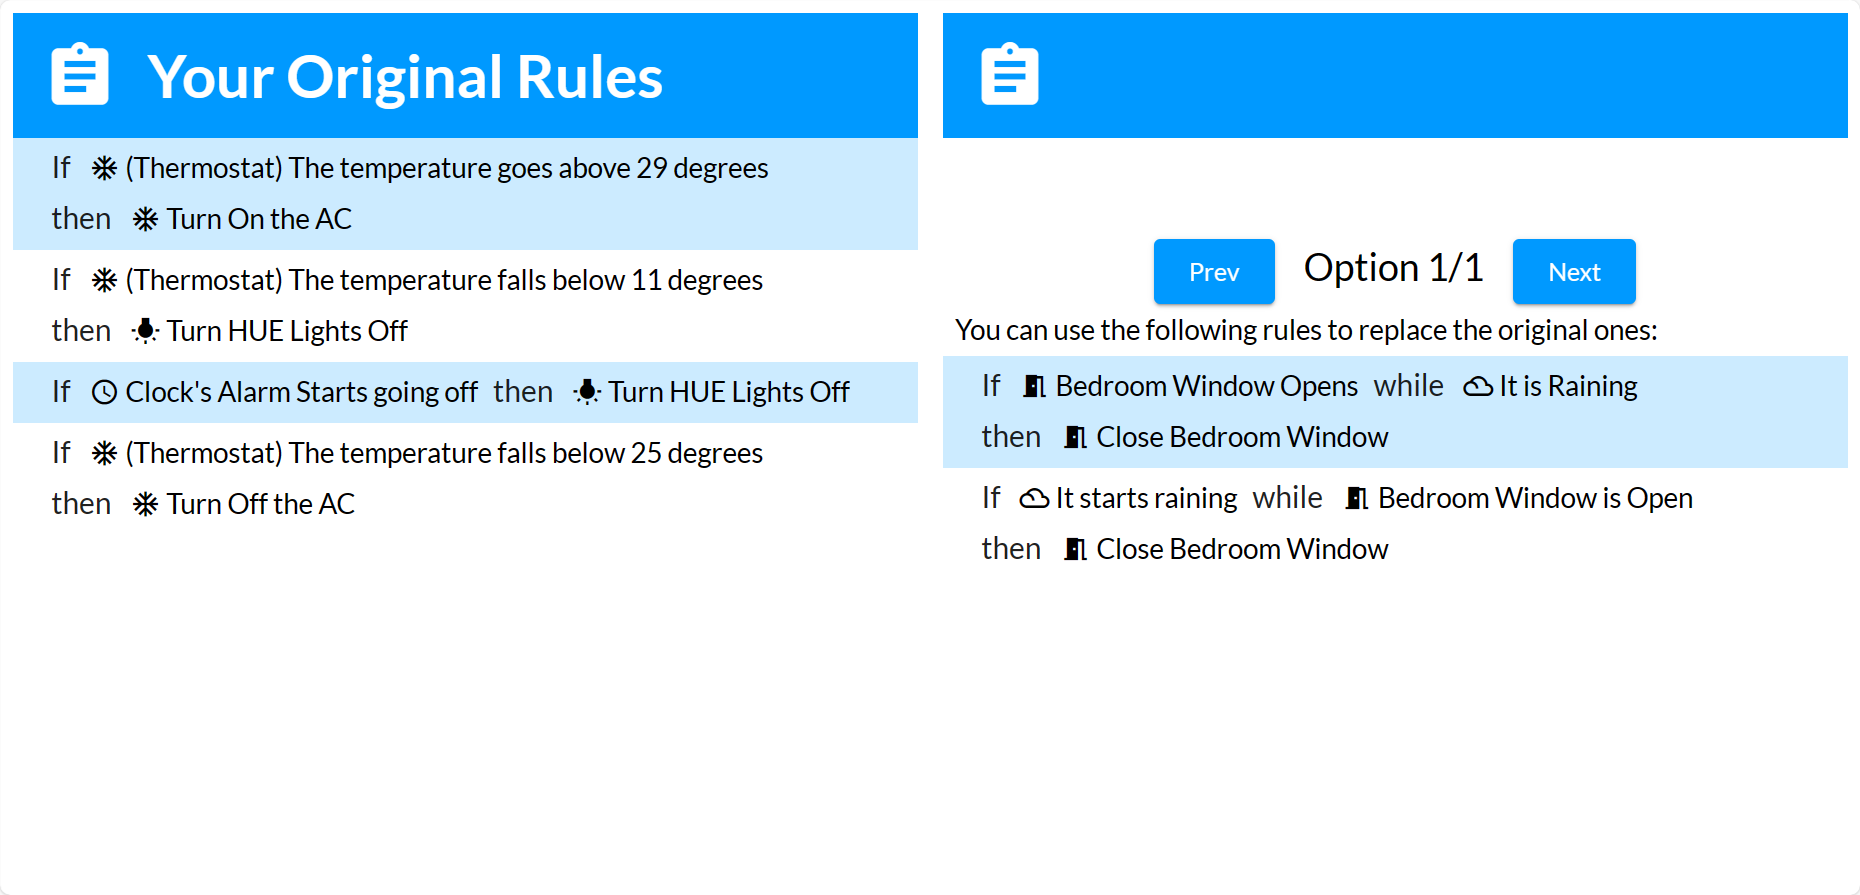 Your Original Rules
If (Thermostat) The temperature goes above 29 degrees
then Turn On the AC
If (Thermostat) The temperature falls below 11 degrees
then Turn HUE Lights Off
If Clock's Alarm Starts going off then Turn HUE Lights Off
If (Thermostat) The temperature falls below 25 degrees
then Turn Off the AC
Prev Option 1/1 Next
You can use the following rules to replace the original ones:
If Bedroom Window Opens while It is Raining
then Close Bedroom Window
If It starts raining while Bedroom Window is Open
then Close Bedroom Window